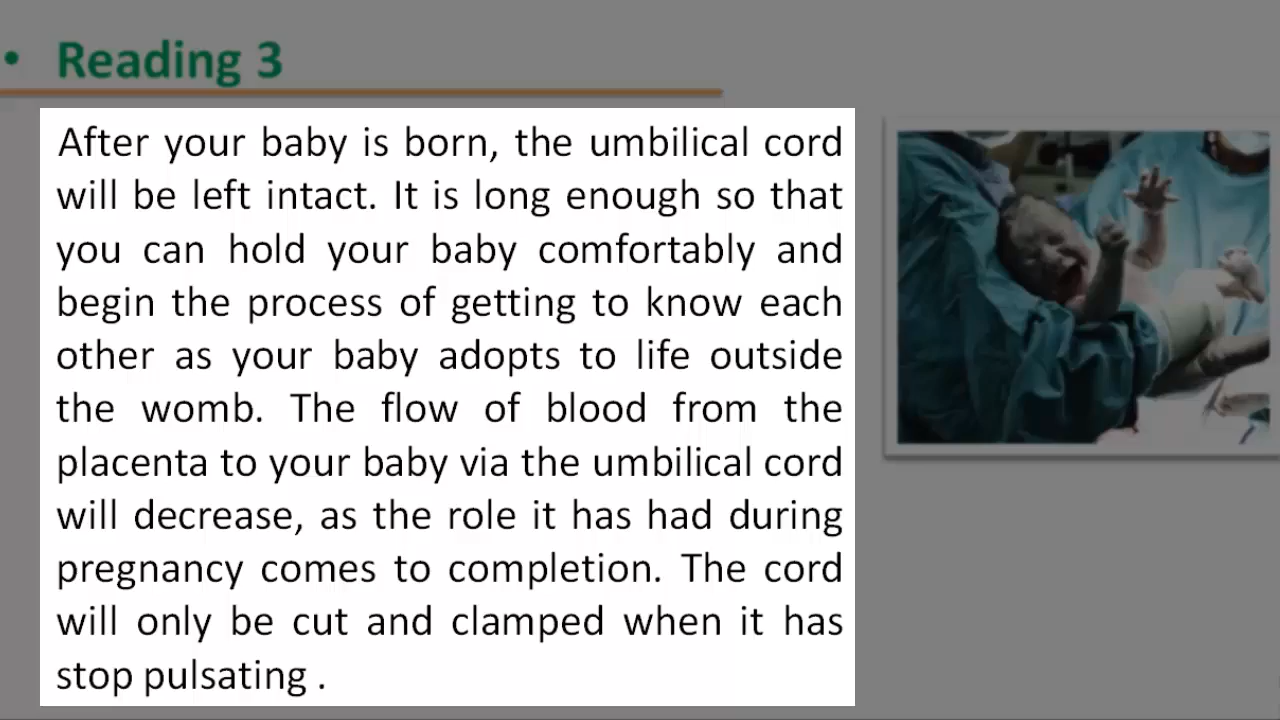 • Reading 3
After your baby is born, the umbilical cord
will be left intact. It is long enough so that
you can hold your baby comfortably and
begin the process of getting to know each
other as your baby adopts to life outside
the womb. The flow of blood from the
placenta to your baby via the umbilical cord
will decrease, as the role it has had during
pregnancy comes to completion. The cord
will only be cut and clamped when it has
stop pulsating .